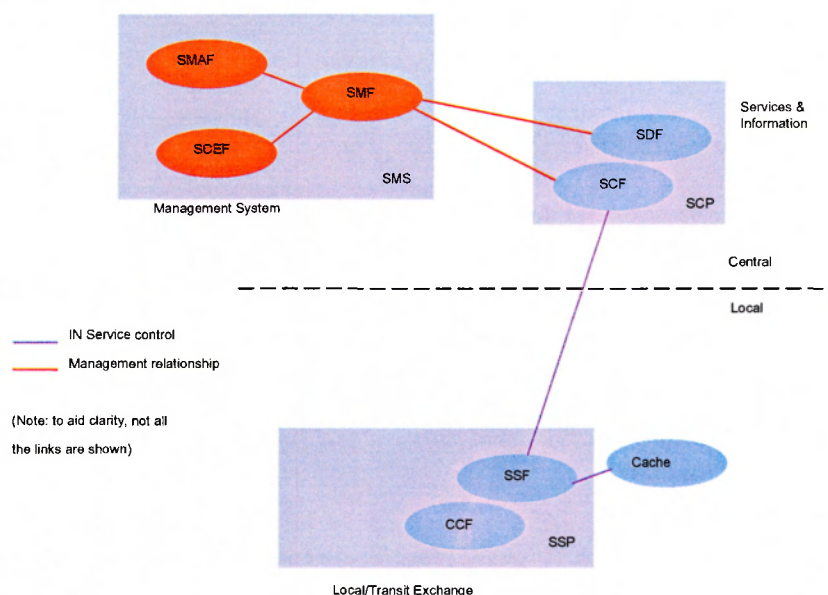 SMAF
SMF
SCEF
SMS
Management System
Services &
Information
SDF
SCF
SCP
Central
Local
IN Service control
Management relationship
(Note: to aid clarity, not all
the links are shown)
SSF
Cache
CCF
SSP
Local/Transit Exchange